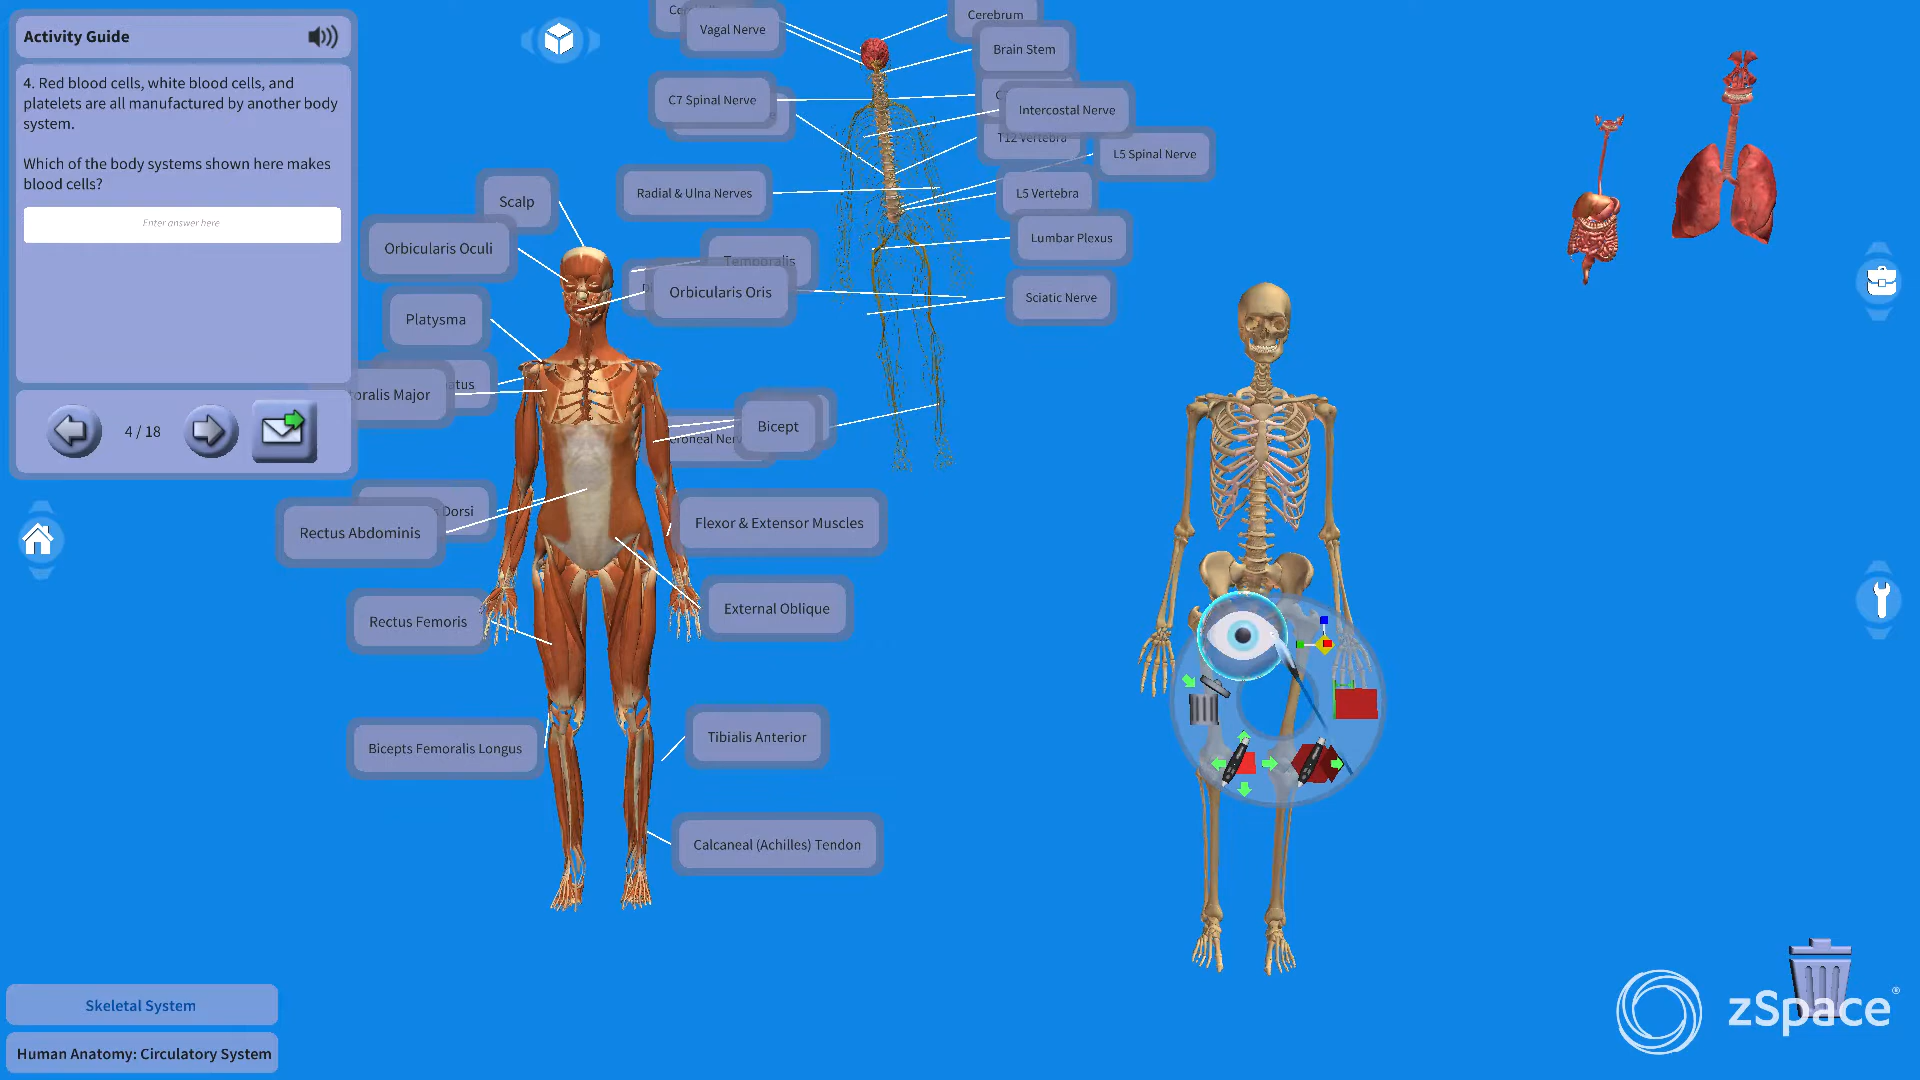 Activity Guide
4. Red blood cells, white blood cells, and
platelets are all manufactured by another body
system.
Which of the body systems shown here makes
blood cells?
Enter answer here
4 / 18
Vagal Nerve
Cerebrum
Brain Stem
C7 Spinal Nerve
Intercostal Nerve
T12 Vertebra
L5 Spinal Nerve
Radial & Ulna Nerves
L5 Vertebra
Scalp
Lumbar Plexus
Orbicularis Oculi
Temporalis
Orbicularis Oris
Sciatic Nerve
Platysma
oralis Major
Bicept
Dorsi
Rectus Abdominis
Flexor & Extensor Muscles
External Oblique
Rectus Femoris
Bicepts Femoralis Longus
Tibialis Anterior
Calcaneal (Achilles) Tendon
Skeletal System
Human Anatomy: Circulatory System
zSpace®